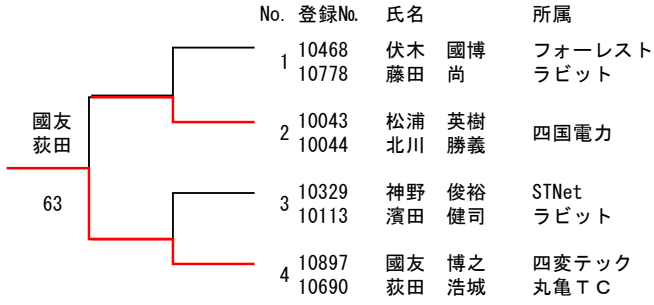 No. 登録No. 氏名 所属
1 10468 伏木 國博 フォーレスト
10778 藤田 尚 ラビット
國友
荻田
63
2 10043 松浦 英樹 四国電力
10044 北川 勝義
3 10329 神野 俊裕 STNet
10113 濱田 健司 ラビット
4 10897 國友 博之 四変テック
10690 荻田 浩城 丸亀TC